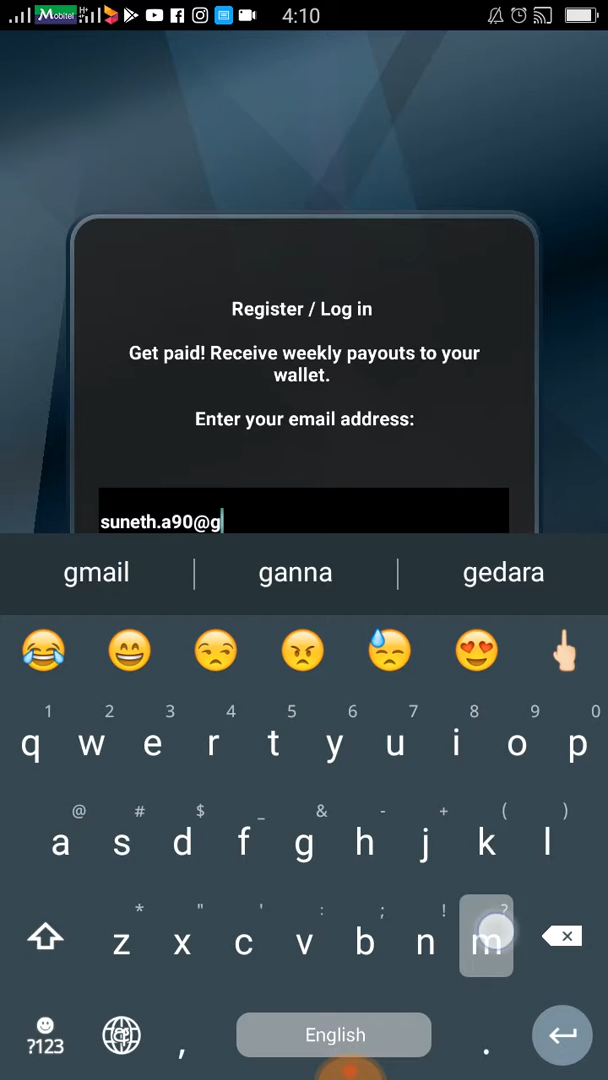 Mobitel
H+
4:10
Register / Log in
Get paid! Receive weekly payouts to your
wallet.
Enter your email address:
suneth.a90@g
gmail ganna gedara
1 2 3 4 5 6 7 8 9 0
q w e r t y u i o p
@ # $ _ & - + ( )
a s d f g h j k l
* " ' : ; ! ?
z x c v b n m
?123 , English .